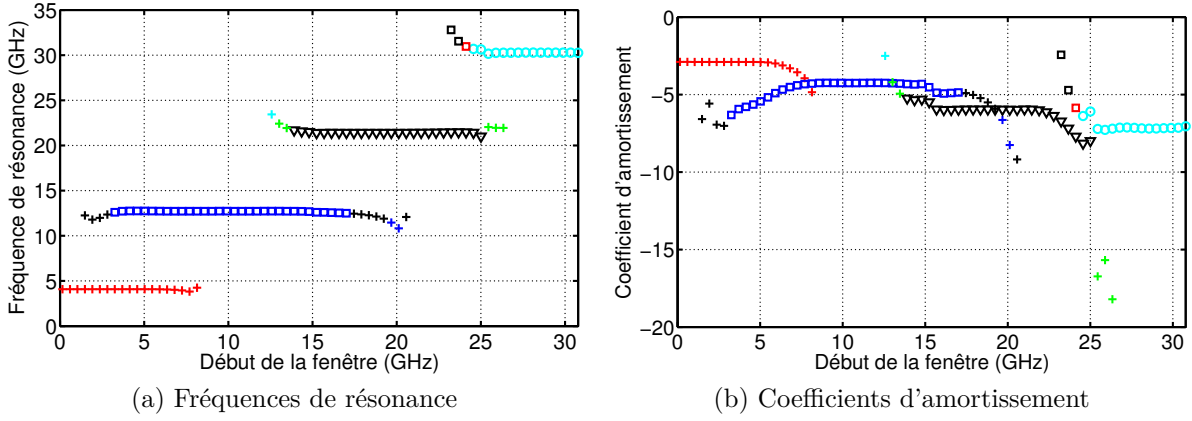 35
30
25
20
15
10
5
0
Fréquence de résonance (GHz)
0 5 10 15 20 25 30
Début de la fenêtre (GHz)
(a) Fréquences de résonance
0
−5
−10
−15
−20
Coefficient d'amortissement
0 5 10 15 20 25 30
Début de la fenêtre (GHz)
(b) Coefficients d'amortissement